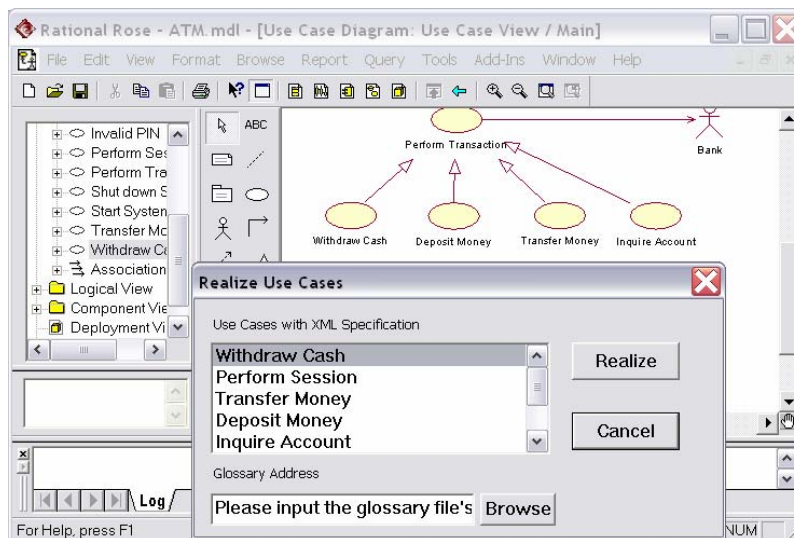 Rational Rose - ATM.mdl - [Use Case Diagram: Use Case View / Main]
File Edit View Format Browse Report Query Tools Add-Ins Window Help
ABC
Invalid PIN
Perform Ses
Perform Tra
Shut down S
Start System
Transfer Mo
Withdraw Ca
Association
Logical View
Component Vie
Deployment Vi
Perform Transaction
Bank
Withdraw Cash
Deposit Money
Transfer Money
Inquire Account
Realize Use Cases
Use Cases with XML Specification
Withdraw Cash
Perform Session
Transfer Money
Deposit Money
Inquire Account
Realize
Cancel
Glossary Address
Please input the glossary file's
Browse
Log
For Help, press F1
NUM